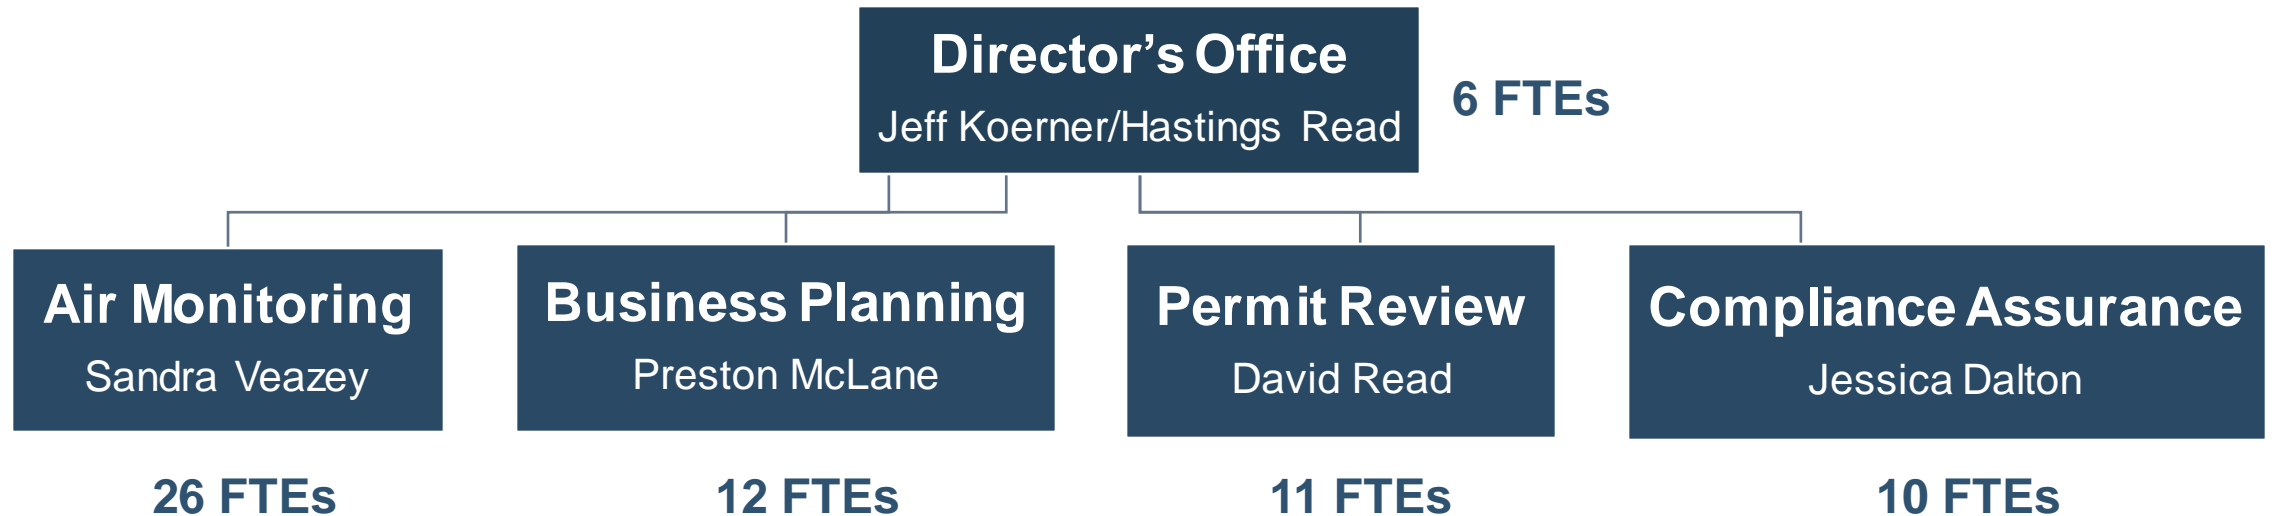 Director’s Office
Jeff Koerner/Hastings Read
6 FTEs
Air Monitoring
Sandra Veazey
26 FTEs
Business Planning
Preston McLane
12 FTEs
Permit Review
David Read
11 FTEs
Compliance Assurance
Jessica Dalton
10 FTEs